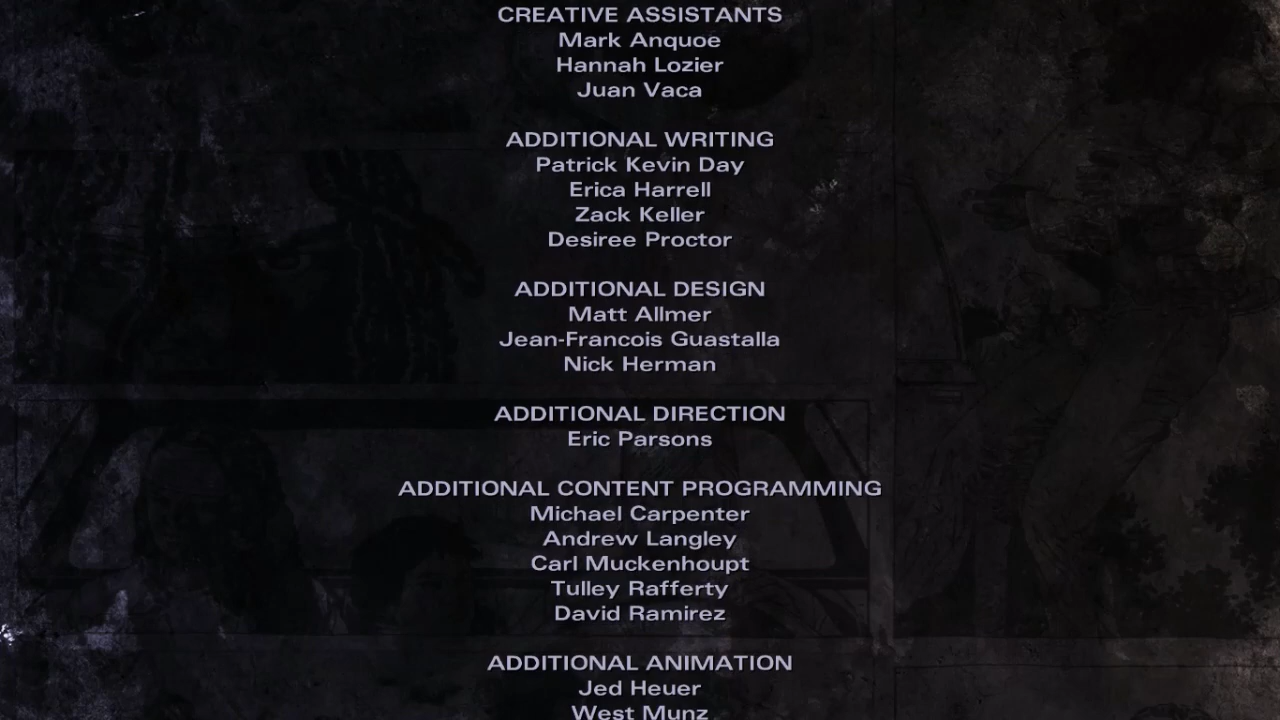 CREATIVE ASSISTANTS
Mark Anquoe
Hannah Lozier
Juan Vaca
ADDITIONAL WRITING
Patrick Kevin Day
Erica Harrell
Zack Keller
Desiree Proctor
ADDITIONAL DESIGN
Matt Allmer
Jean-Francois Guastalla
Nick Herman
ADDITIONAL DIRECTION
Eric Parsons
ADDITIONAL CONTENT PROGRAMMING
Michael Carpenter
Andrew Langley
Carl Muckenhoupt
Tulley Rafferty
David Ramirez
ADDITIONAL ANIMATION
Jed Heuer
West Munz